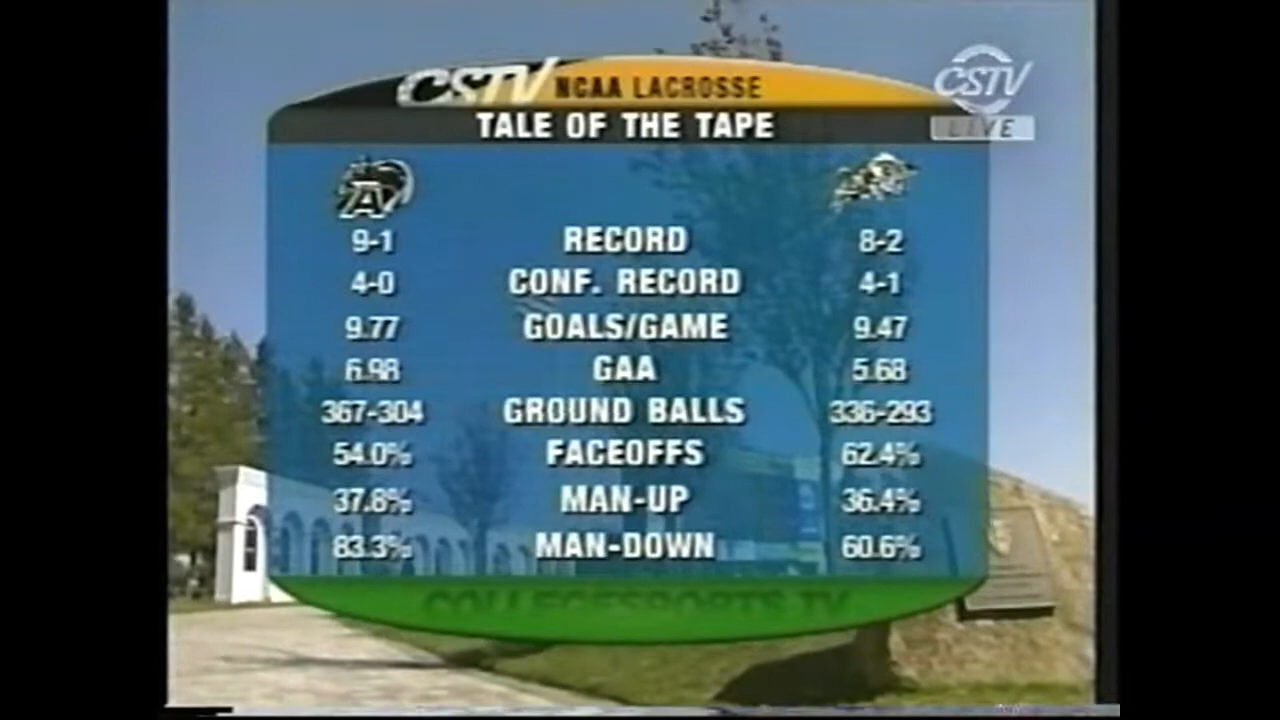 CSTV NCAA LACROSSE
CSTV
LIVE
TALE OF THE TAPE
A
9-1 RECORD 8-2
4-0 CONF. RECORD 4-1
9.77 GOALS/GAME 9.47
6.98 GAA 5.68
367-304 GROUND BALLS 336-293
54.0% FACEOFFS 62.4%
37.8% MAN-UP 36.4%
83.3% MAN-DOWN 60.6%
COLLEGESPORTS.TV